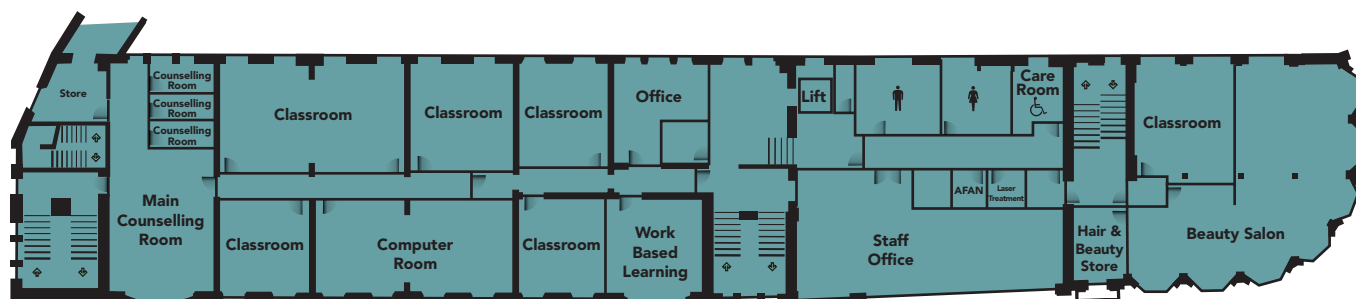 Store
Counselling
Room
Counselling
Room
Counselling
Room
Main
Counselling
Room
Classroom
Classroom
Classroom
Office
Lift
Care
Room
Classroom
Classroom
Computer
Room
Classroom
Work
Based
Learning
AFAN
Laser
Treatment
Staff
Office
Hair &
Beauty
Store
Beauty Salon